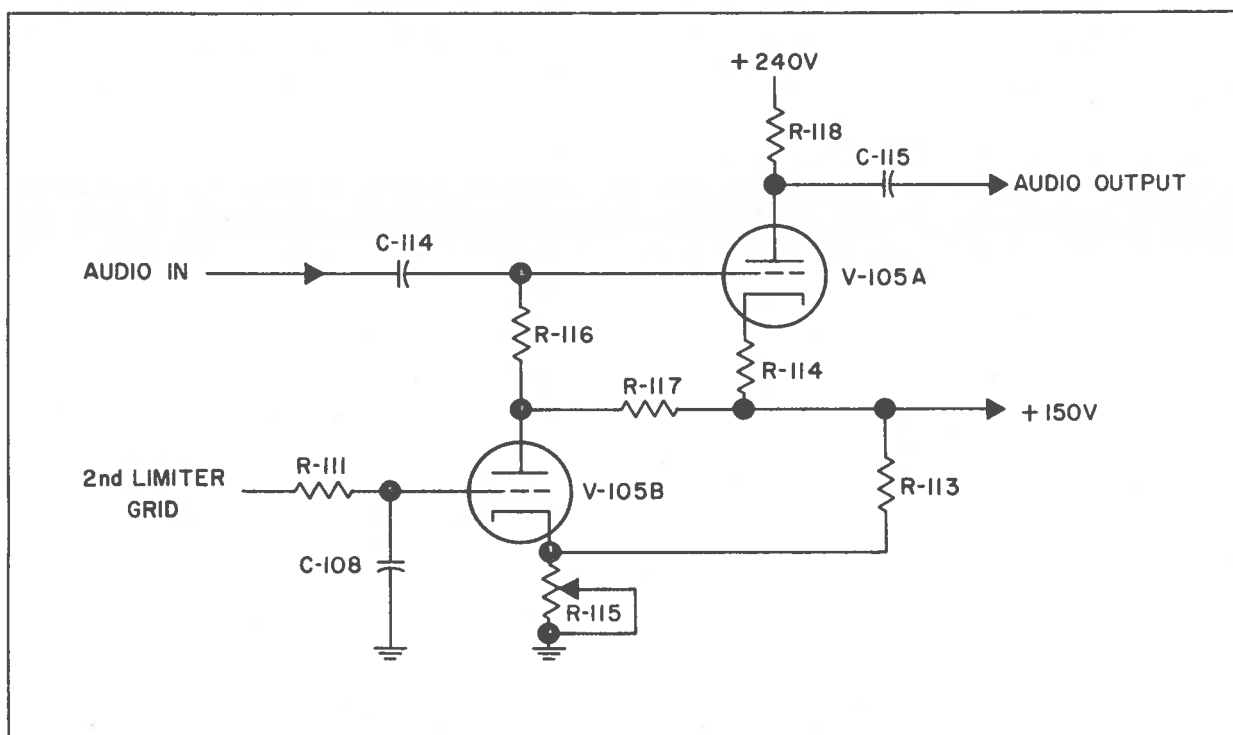 +240V
R-118
C-115
AUDIO OUTPUT
C-114
AUDIO IN
V-105A
R-116
R-114
R-117
+150V
R-111
2nd LIMITER
GRID
V-105B
R-113
C-108
R-115